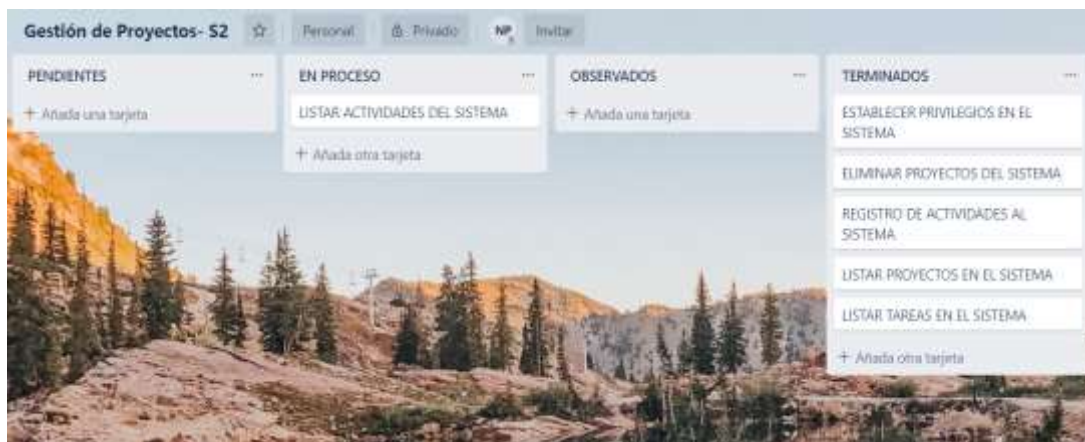 Gestión de Proyectos- S2 Personal Privado NP Invitar
PENDIENTES
+ Añada una tarjeta
EN PROCESO
LISTAR ACTIVIDADES DEL SISTEMA
+ Añada otra tarjeta
OBSERVADOS
+ Añada una tarjeta
TERMINADOS
ESTABLECER PRIVILEGIOS EN EL
SISTEMA
ELIMINAR PROYECTOS DEL SISTEMA
REGISTRO DE ACTIVIDADES AL
SISTEMA
LISTAR PROYECTOS EN EL SISTEMA
LISTAR TAREAS EN EL SISTEMA
+ Añada otra tarjeta